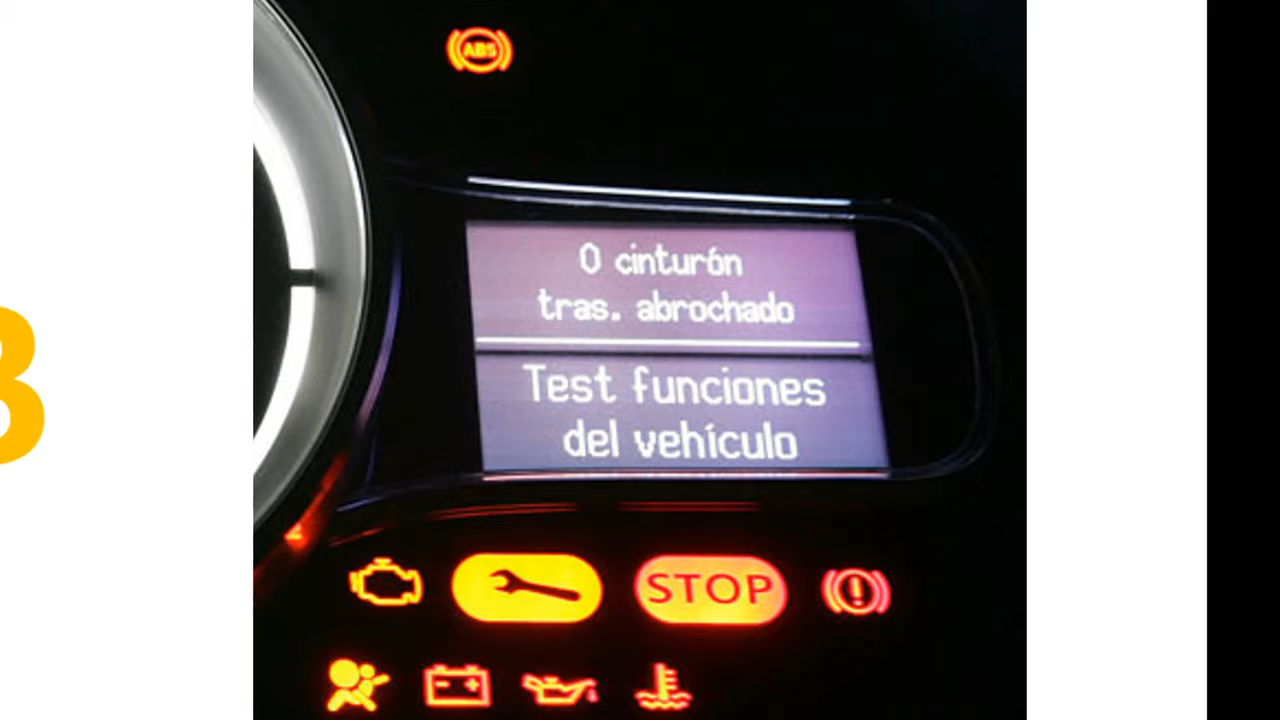 ABS
0 cinturón
tras. abrochado
Test funciones
del vehículo
STOP